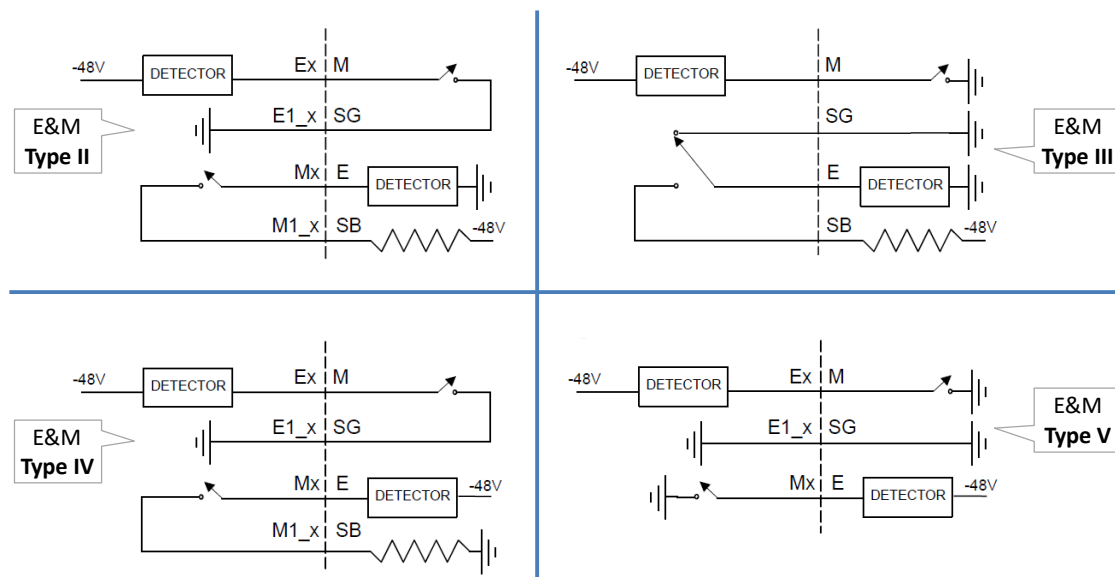 -48V
DETECTOR
Ex
M
E1_x
SG
E&M
Type II
Mx
E
DETECTOR
M1_x
SB
-48V
-48V
DETECTOR
M
SG
E&M
Type III
E
DETECTOR
SB
-48V
-48V
DETECTOR
Ex
M
E1_x
SG
E&M
Type IV
Mx
E
DETECTOR
-48V
M1_x
SB
-48V
DETECTOR
Ex
M
E1_x
SG
E&M
Type V
Mx
E
DETECTOR
-48V